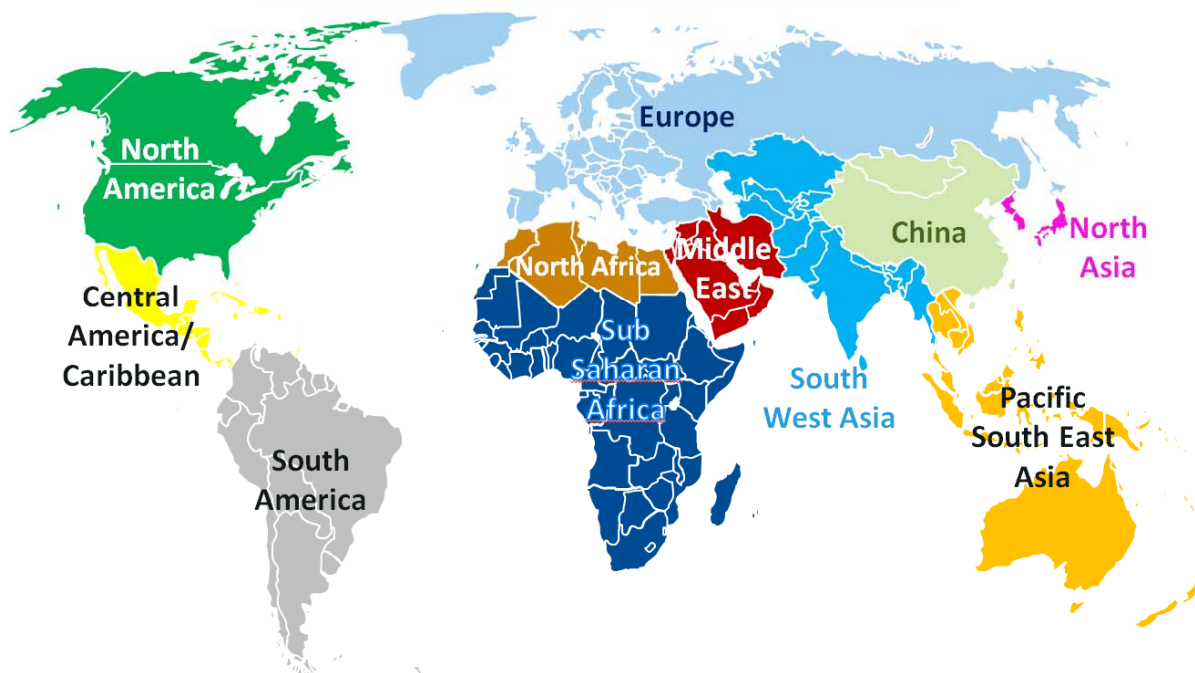 North
America
Central
America/
Caribbean
South
America
Europe
North Africa
Middle
East
Sub
Saharan
Africa
South
West Asia
China
North
Asia
Pacific
South East
Asia